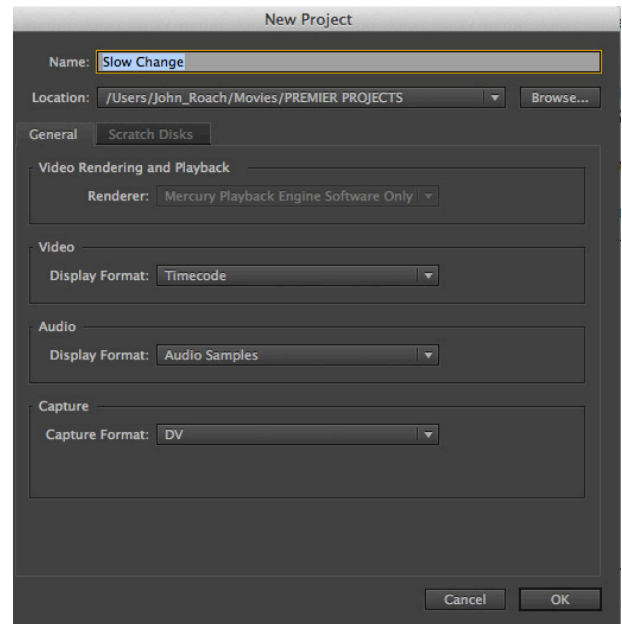 New Project
Name: Slow Change
Location: /Users/John_Roach/Movies/PREMIER PROJECTS Browse...
General Scratch Disks
Video Rendering and Playback
Renderer: Mercury Playback Engine Software Only
Video
Display Format: Timecode
Audio
Display Format: Audio Samples
Capture
Capture Format: DV
Cancel OK